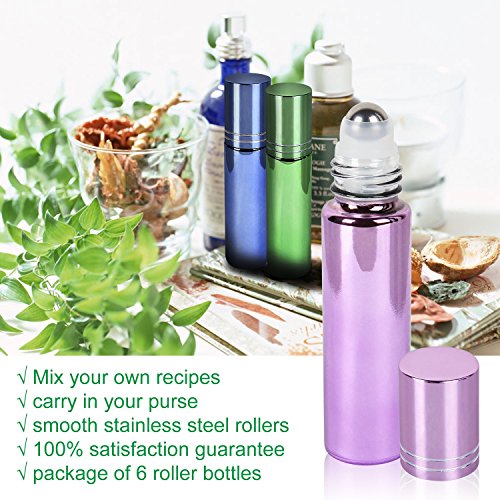 √ Mix your own recipes
√ carry in your purse
√ smooth stainless steel rollers
√ 100% satisfaction guarantee
√ package of 6 roller bottles